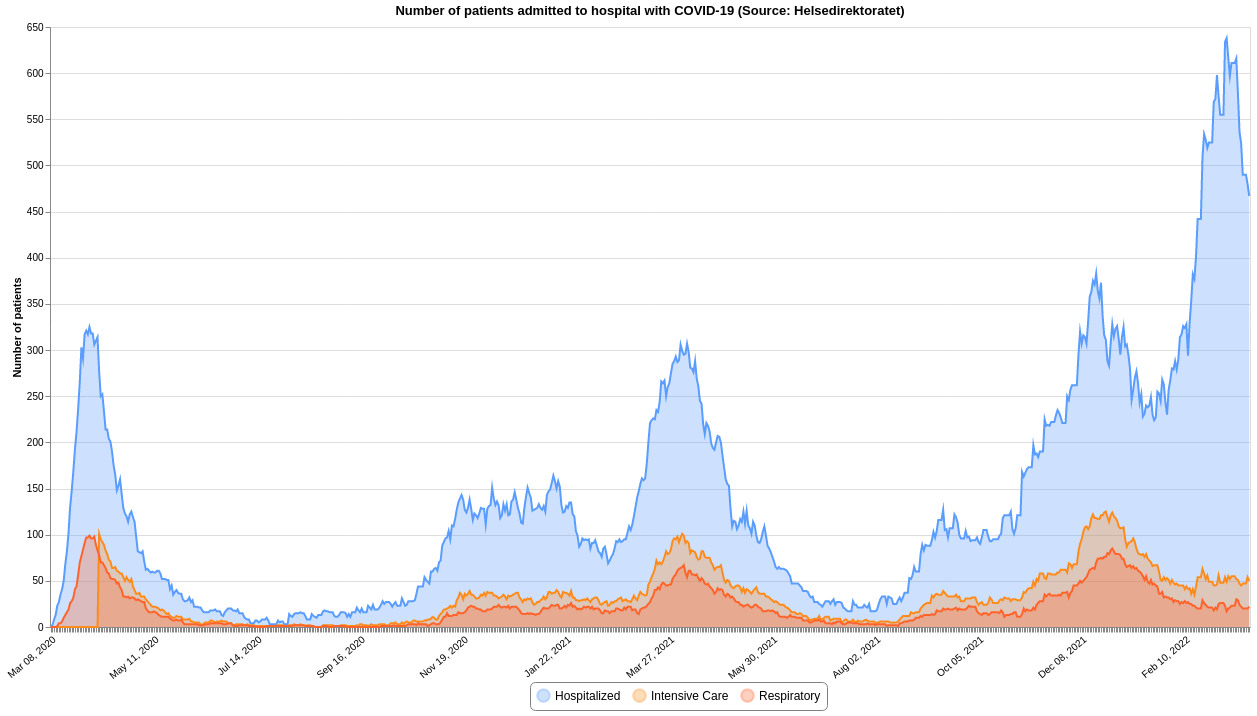 Number of patients admitted to hospital with COVID-19 (Source: Helsedirektoratet)
650
600
550
500
450
400
350
300
250
200
150
100
50
0
Number of patients
Mar 08, 2020
May 11, 2020
Jul 14, 2020
Sep 16, 2020
Nov 19, 2020
Jan 22, 2021
Mar 27, 2021
May 30, 2021
Aug 02, 2021
Oct 05, 2021
Dec 08, 2021
Feb 10, 2022
Hospitalized Intensive Care Respiratory